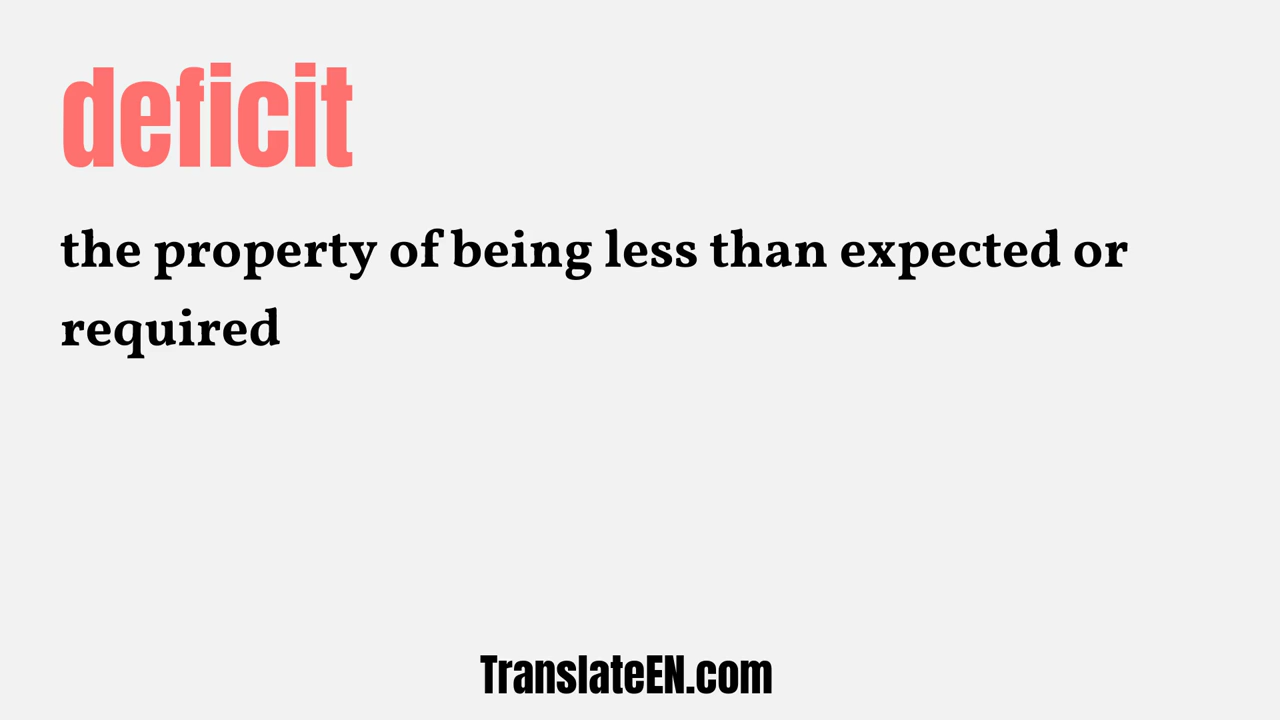 deficit
the property of being less than expected or
required
TranslateEN.com